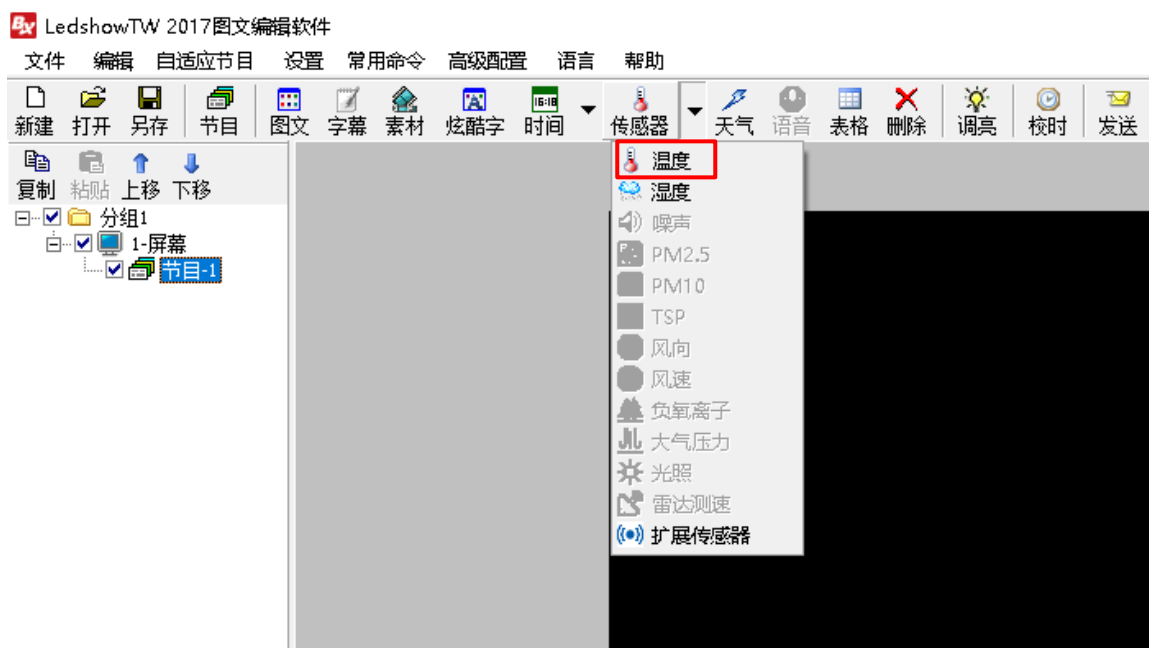 BX LedshowTW 2017图文编辑软件
文件 编辑 自适应节目 设置 常用命令 高级配置 语言 帮助
新建 打开 另存 节目 图文 字幕 素材 炫酷字 16:18 时间 传感器 天气 语音 表格 删除 调亮 校时 发送
复制 粘贴 上移 下移
分组1
1-屏幕
节目-1
温度
湿度
噪声
PM2.5
PM10
TSP
风向
风速
负氧离子
大气压力
光照
雷达测速
扩展传感器